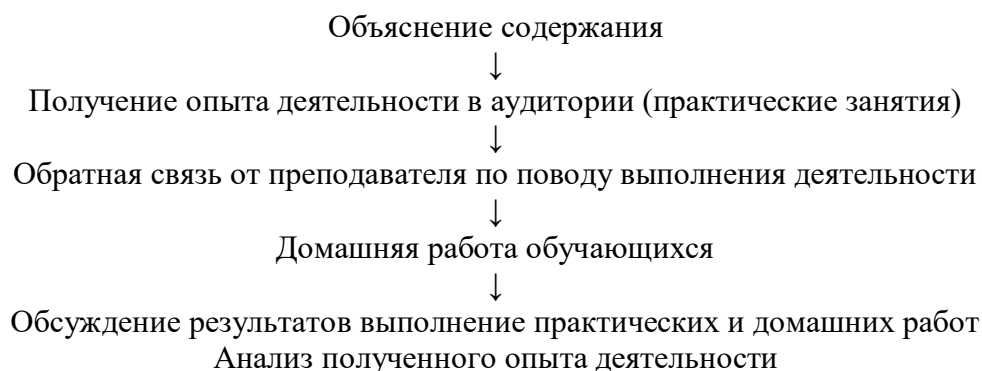 Объяснение содержания
↓
Получение опыта деятельности в аудитории (практические занятия)
↓
Обратная связь от преподавателя по поводу выполнения деятельности
↓
Домашняя работа обучающихся
↓
Обсуждение результатов выполнение практических и домашних работ
Анализ полученного опыта деятельности